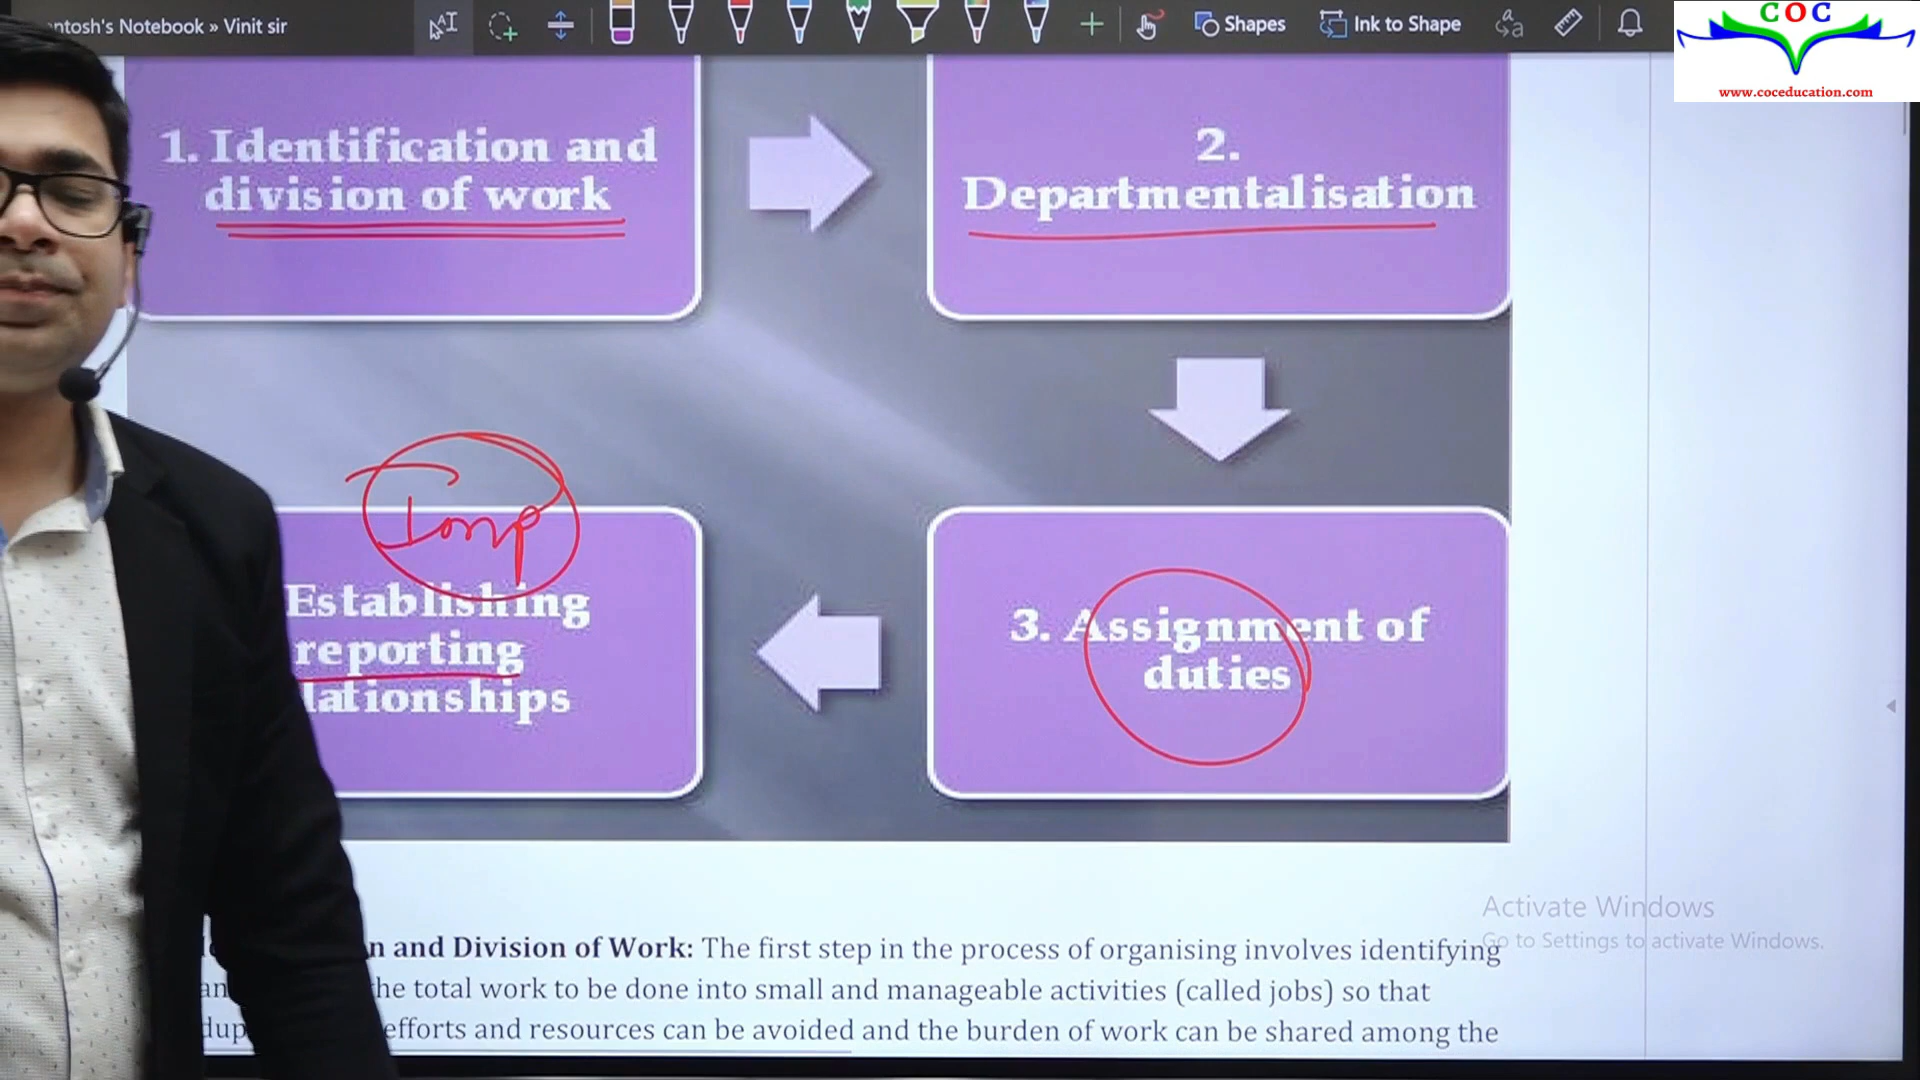 ntosh's Notebook » Vinit sir
Shapes
Ink to Shape
COC
www.coceducation.com
1. Identification and
division of work
2.
Departmentalisation
Imp
Establishing
reporting
lationships
3. Assignment of
duties
Activate Windows
Go to Settings to activate Windows.
n and Division of Work: The first step in the process of organising involves identifying
an he total work to be done into small and manageable activities (called jobs) so that
dup efforts and resources can be avoided and the burden of work can be shared among the